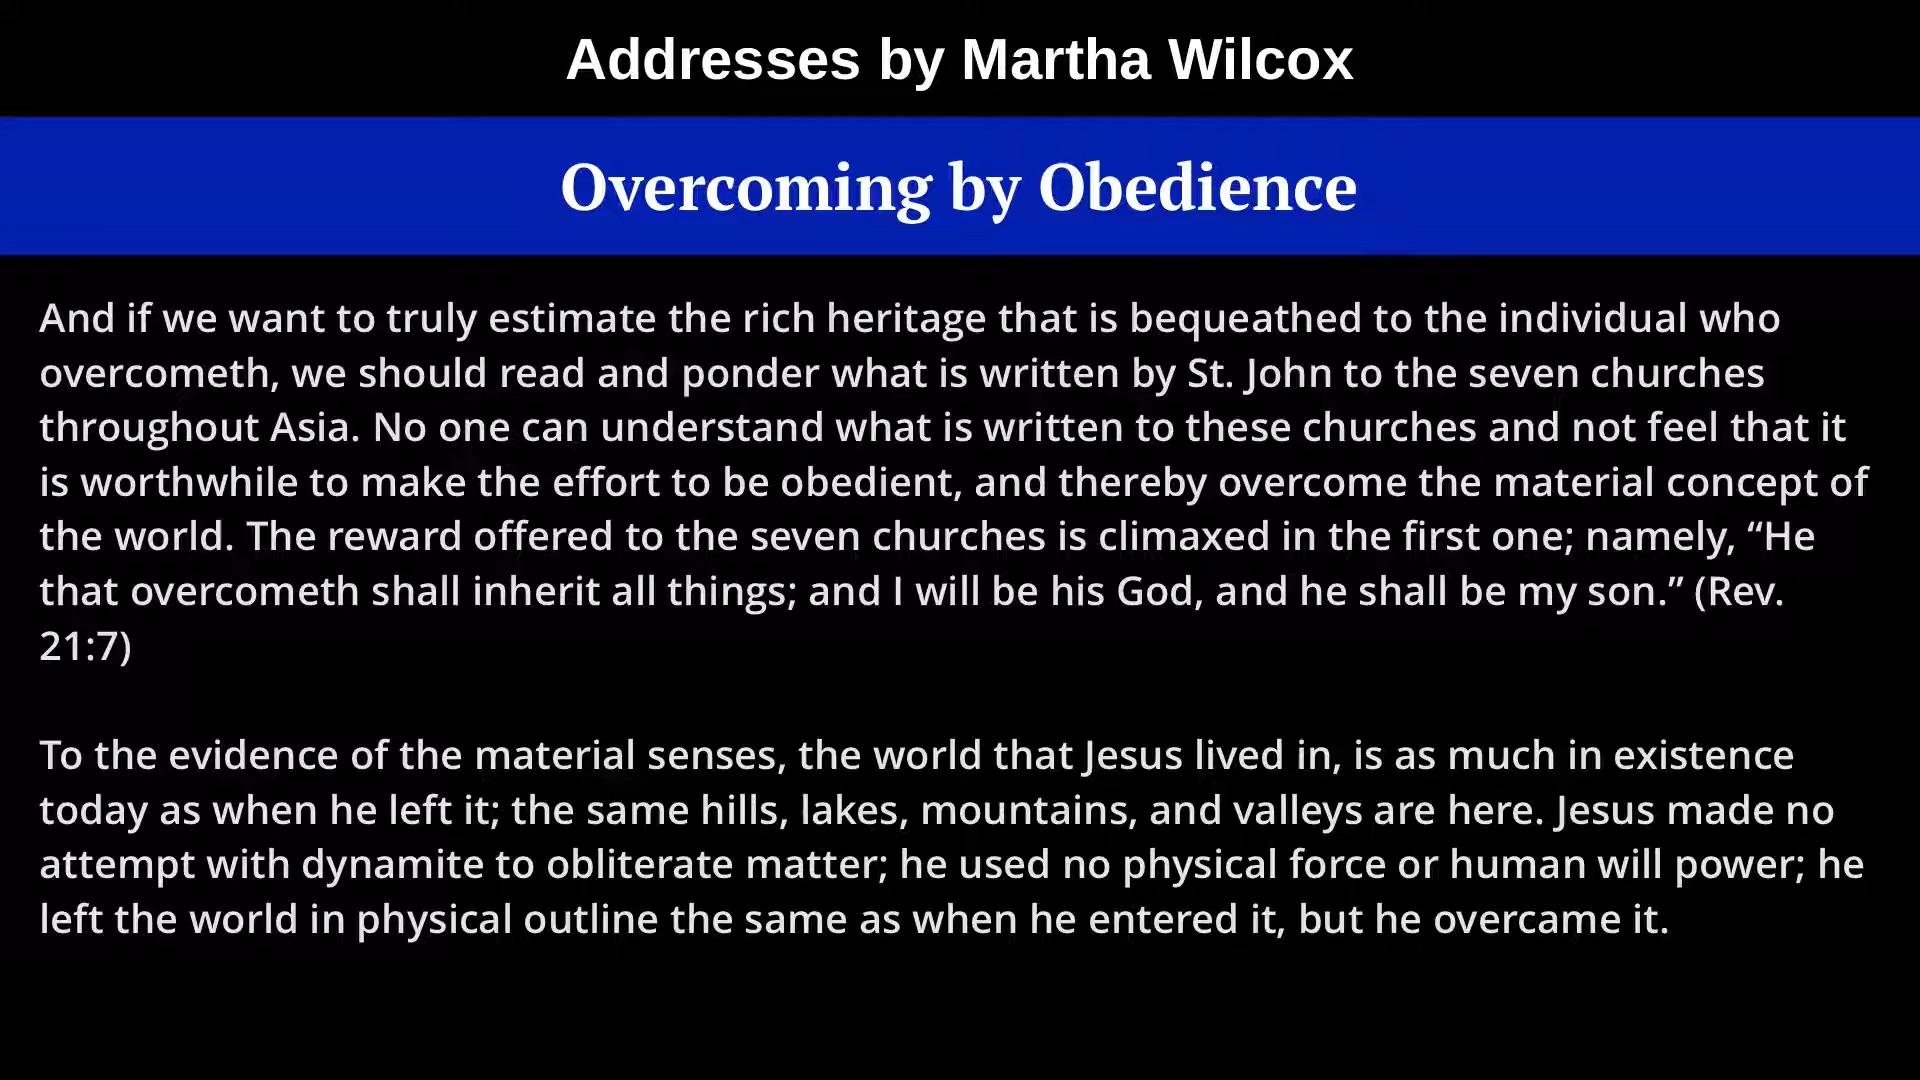 Addresses by Martha Wilcox
Overcoming by Obedience
And if we want to truly estimate the rich heritage that is bequeathed to the individual who
overcometh, we should read and ponder what is written by St. John to the seven churches
throughout Asia. No one can understand what is written to these churches and not feel that it
is worthwhile to make the effort to be obedient, and thereby overcome the material concept of
the world. The reward offered to the seven churches is climaxed in the first one; namely, “He
that overcometh shall inherit all things; and I will be his God, and he shall be my son.” (Rev.
21:7)
To the evidence of the material senses, the world that Jesus lived in, is as much in existence
today as when he left it; the same hills, lakes, mountains, and valleys are here. Jesus made no
attempt with dynamite to obliterate matter; he used no physical force or human will power; he
left the world in physical outline the same as when he entered it, but he overcame it.